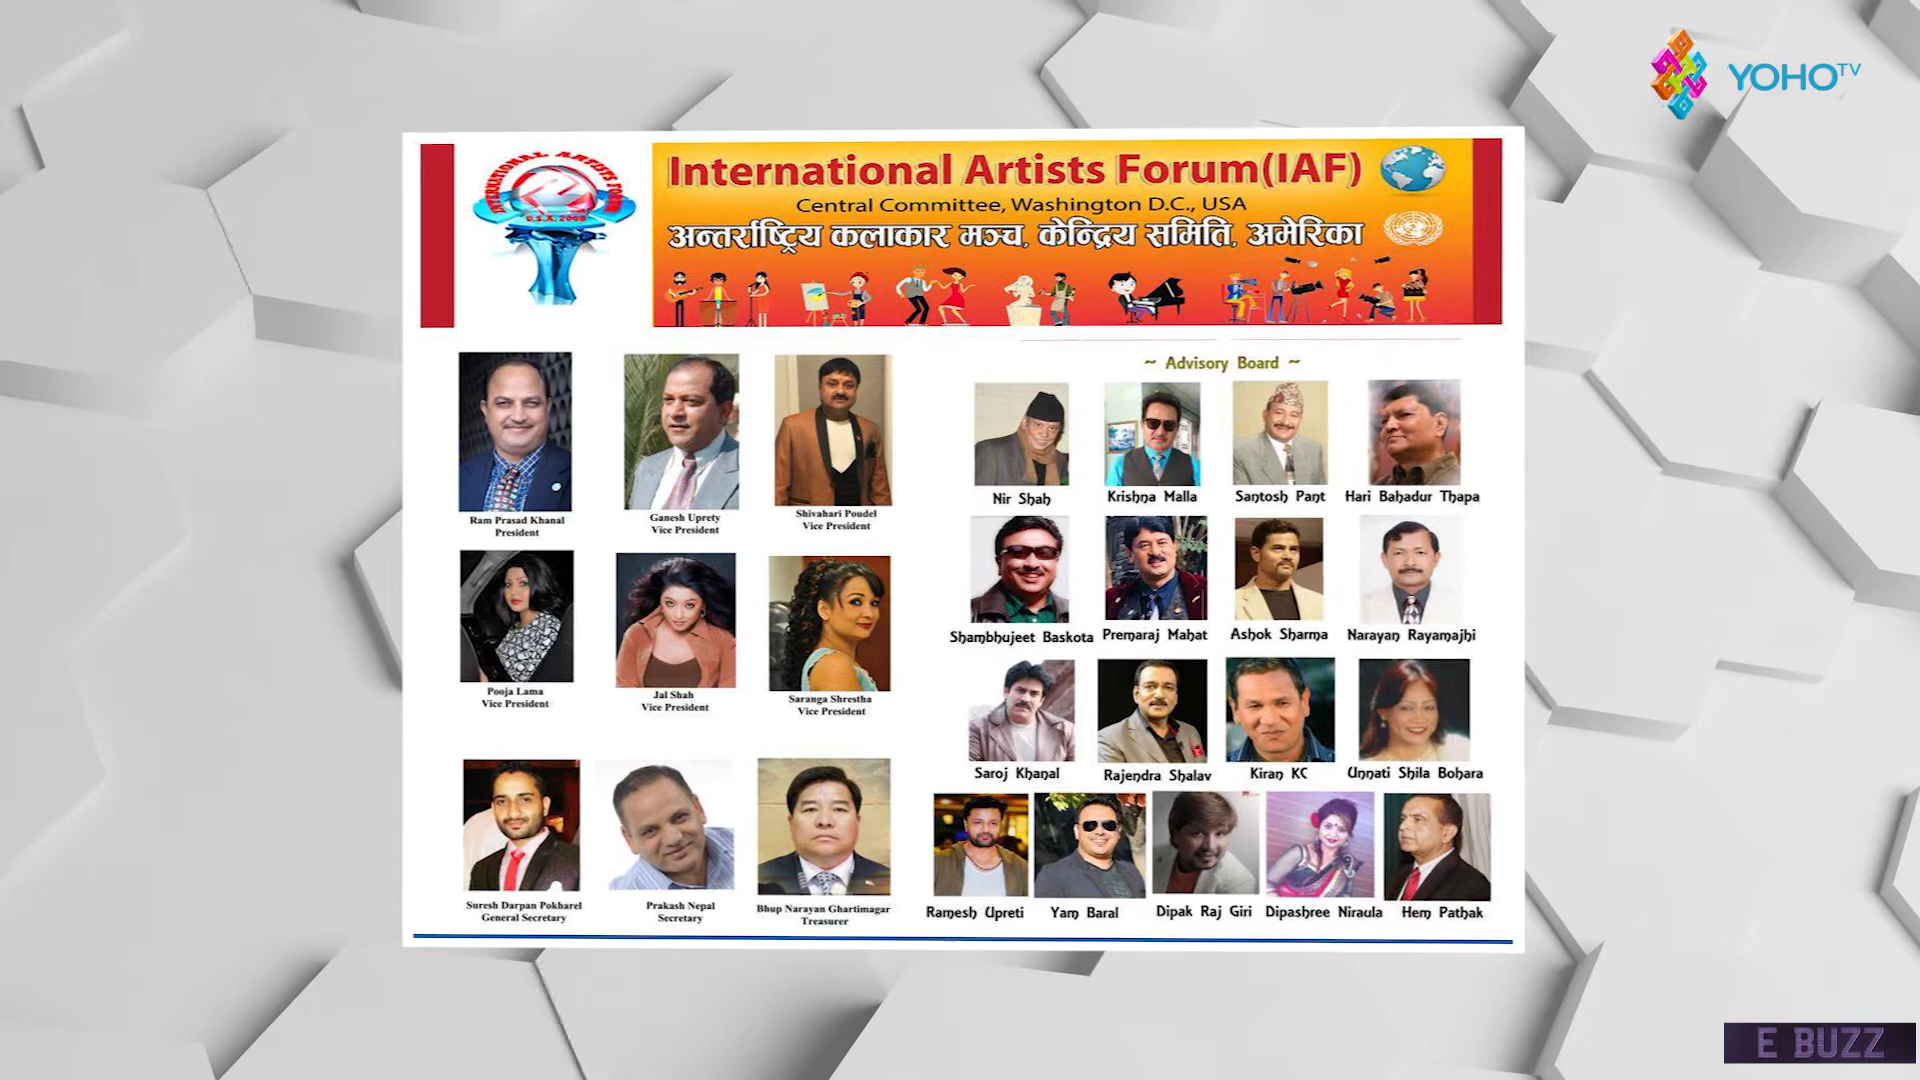 YOHO TV
INTERNATIONAL ARTISTS FORUM
U.S.A. 2008
International Artists Forum(IAF)
Central Committee, Washington D.C., USA
अन्तर्राष्ट्रिय कलाकार मञ्च, केन्द्रिय समिति, अमेरिका
Ram Prasad Khanal
President
Ganesh Uprety
Vice President
Shivahari Poudel
Vice President
Pooja Lama
Vice President
Jal Shah
Vice President
Saranga Shrestha
Vice President
Suresh Darpan Pokharel
General Secretary
Prakash Nepal
Secretary
Bhup Narayan Ghartimagar
Treasurer
~ Advisory Board ~
Nir Shah
Krishna Malla
Santosh Pant
Hari Bahadur Thapa
Shambhujeet Baskota
Premaraj Mahat
Ashok Sharma
Narayan Rayamajhi
Saroj Khanal
Rajendra Shalav
Kiran KC
Unnati Shila Bohara
Ramesh Upreti
Yam Baral
Dipak Raj Giri
Dipashree Niraula
Hem Pathak
E BUZZ